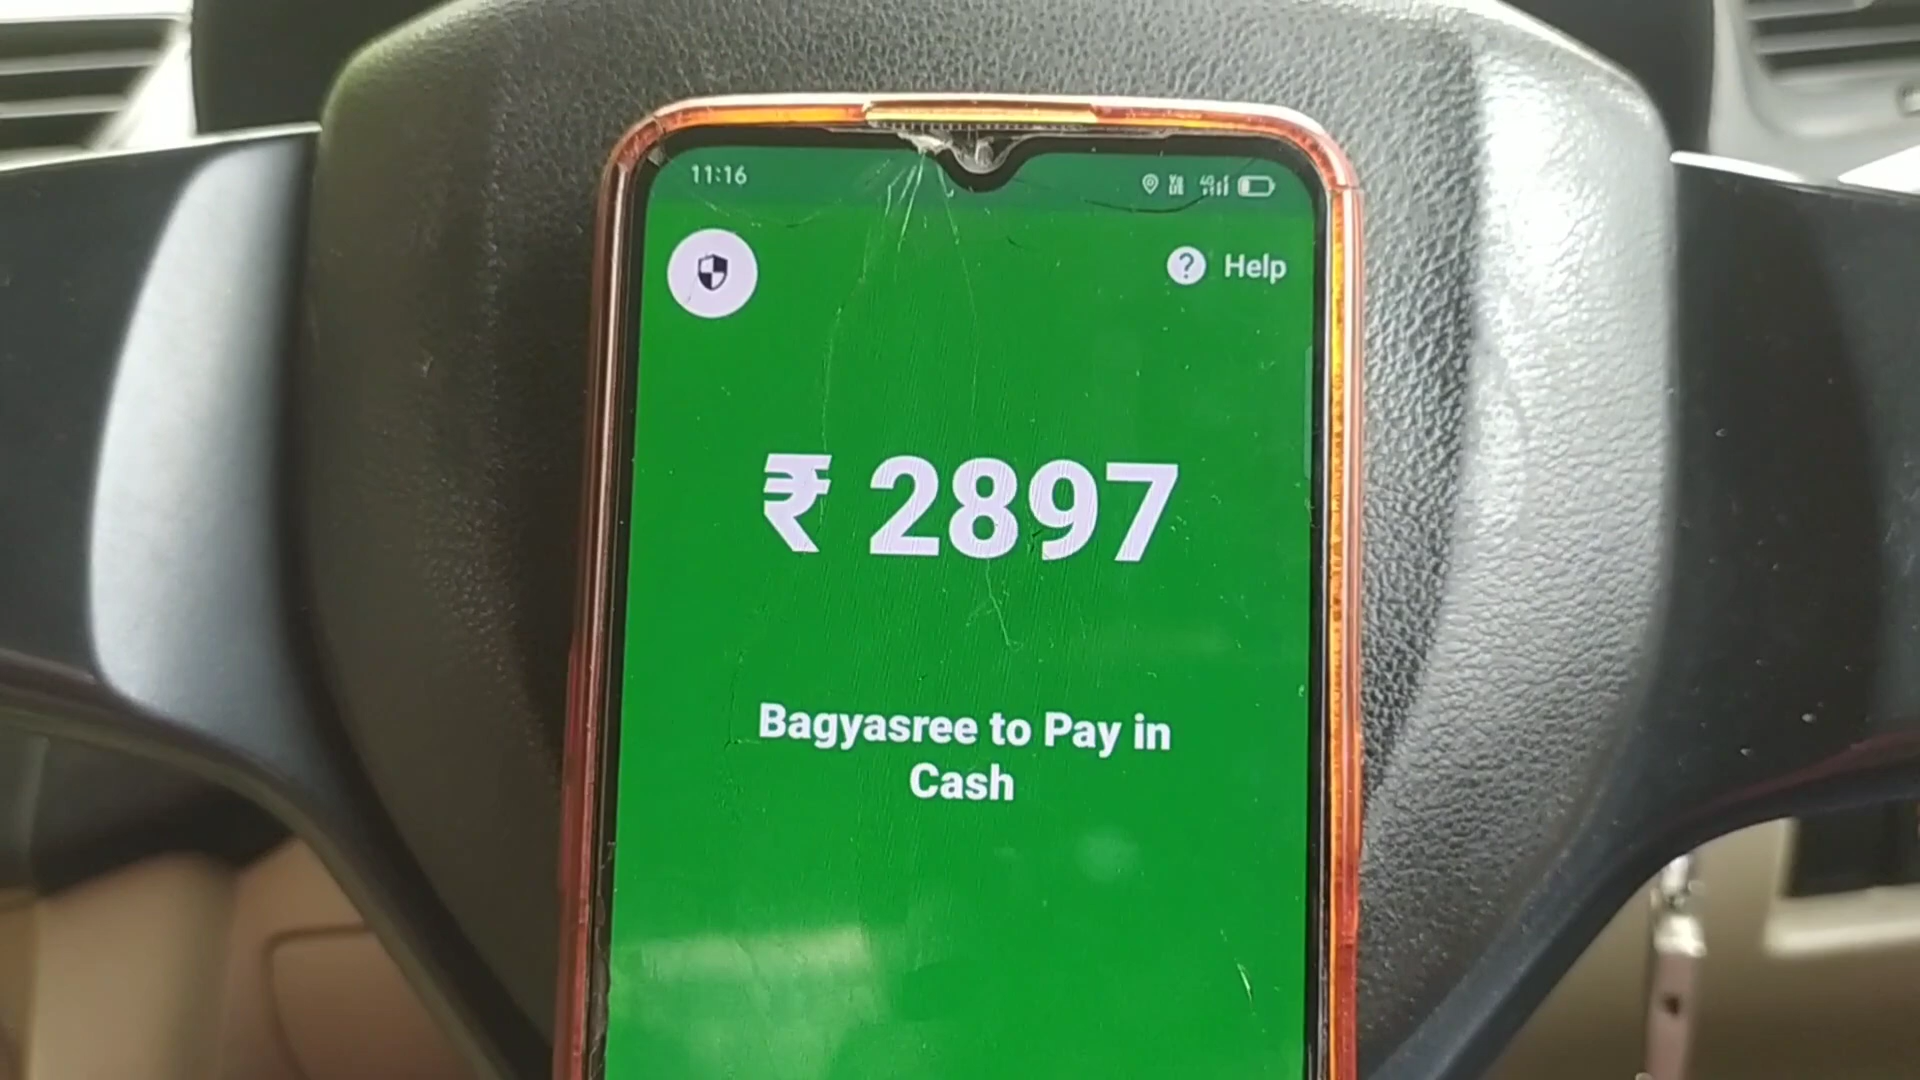 11:16
? Help
₹ 2897
Bagyasree to Pay in
Cash